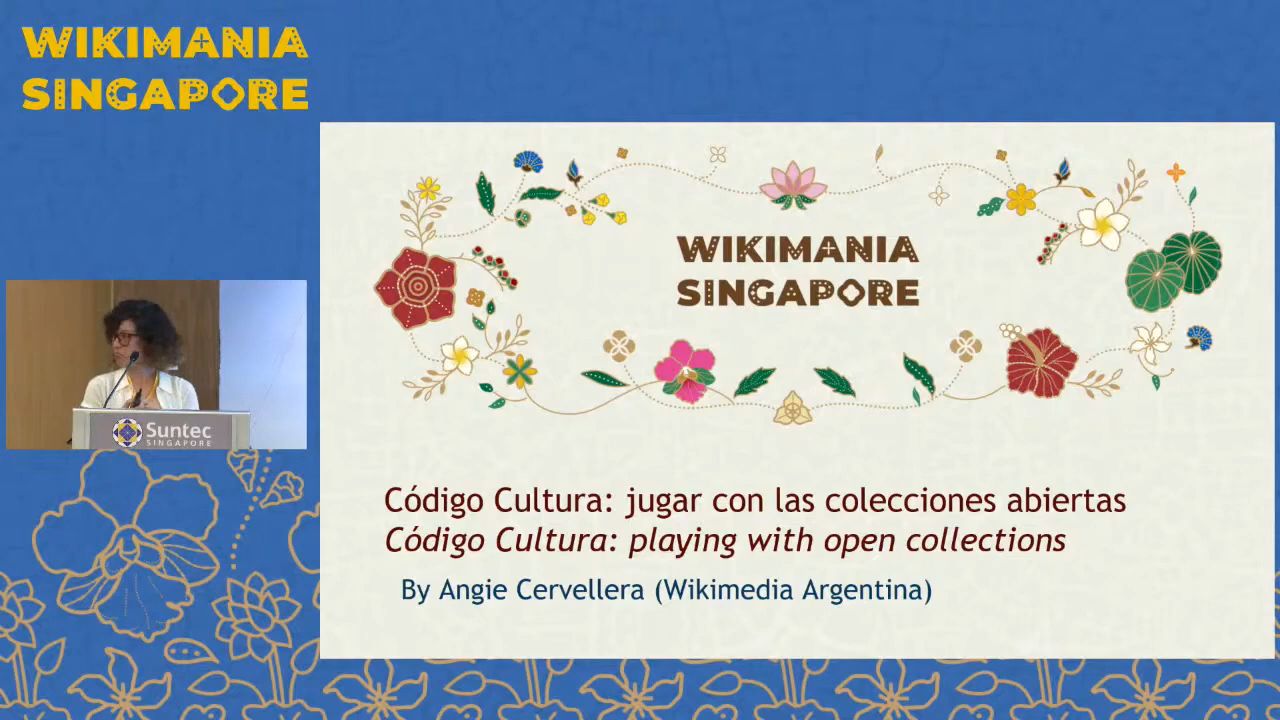 WIKIMANIA
SINGAPORE
WIKIMANIA
SINGAPORE
Suntec
SINGAPORE
Código Cultura: jugar con las colecciones abiertas
Código Cultura: playing with open collections
By Angie Cervellera (Wikimedia Argentina)